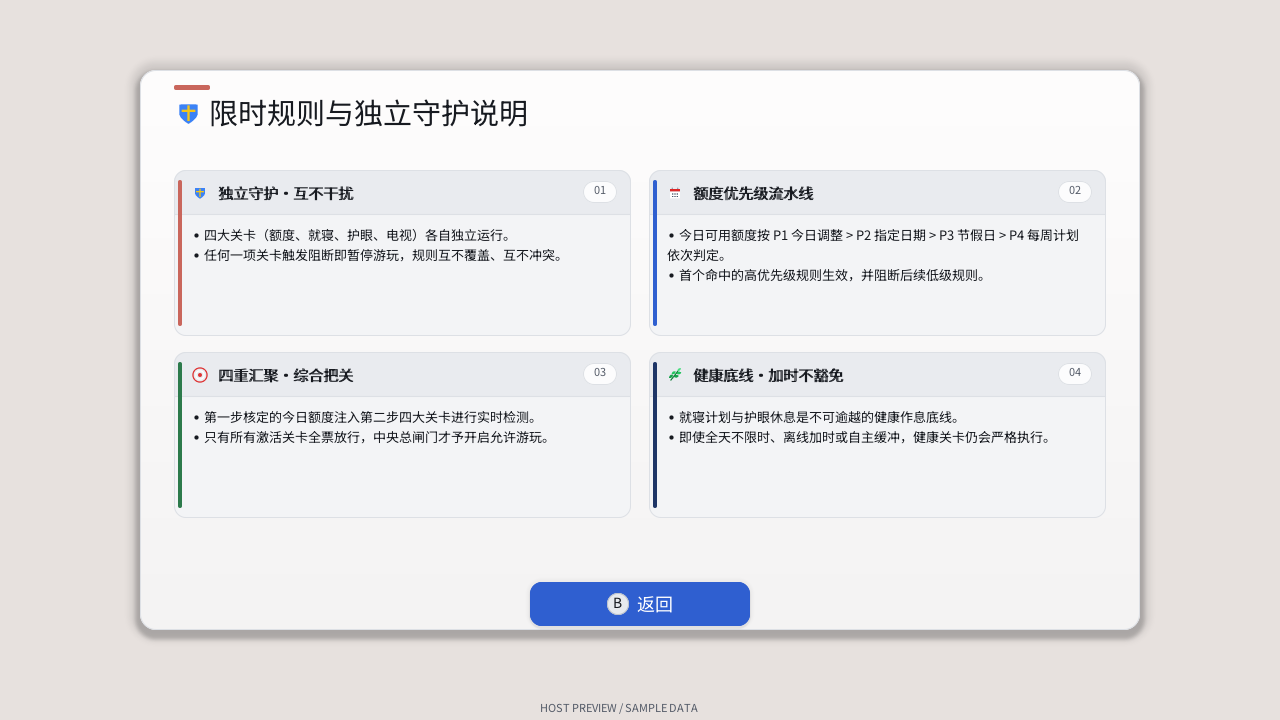 限时规则与独立守护说明
独立守护·互不干扰
01
• 四大关卡（额度、就寝、护眼、电视）各自独立运行。
• 任何一项关卡触发阻断即暂停游玩，规则互不覆盖、互不冲突。
额度优先级流水线
02
• 今日可用额度按 P1 今日调整 > P2 指定日期 > P3 节假日 > P4 每周计划
依次判定。
• 首个命中的高优先级规则生效，并阻断后续低级规则。
四重汇聚·综合把关
03
• 第一步核定的今日额度注入第二步四大关卡进行实时检测。
• 只有所有激活关卡全票放行，中央总闸门才予开启允许游玩。
健康底线·加时不豁免
04
• 就寝计划与护眼休息是不可逾越的健康作息底线。
• 即使全天不限时、离线加时或自主缓冲，健康关卡仍会严格执行。
B 返回
HOST PREVIEW / SAMPLE DATA